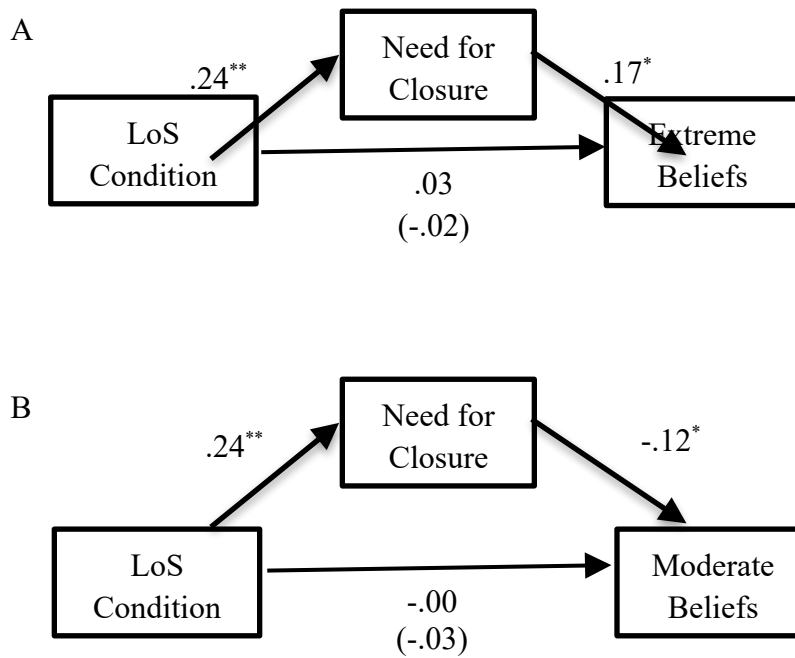 A
Need for
Closure
.24**
.17*
LoS
Condition
Extreme
Beliefs
.03
(-.02)
B
Need for
Closure
.24**
-.12*
LoS
Condition
Moderate
Beliefs
-.00
(-.03)